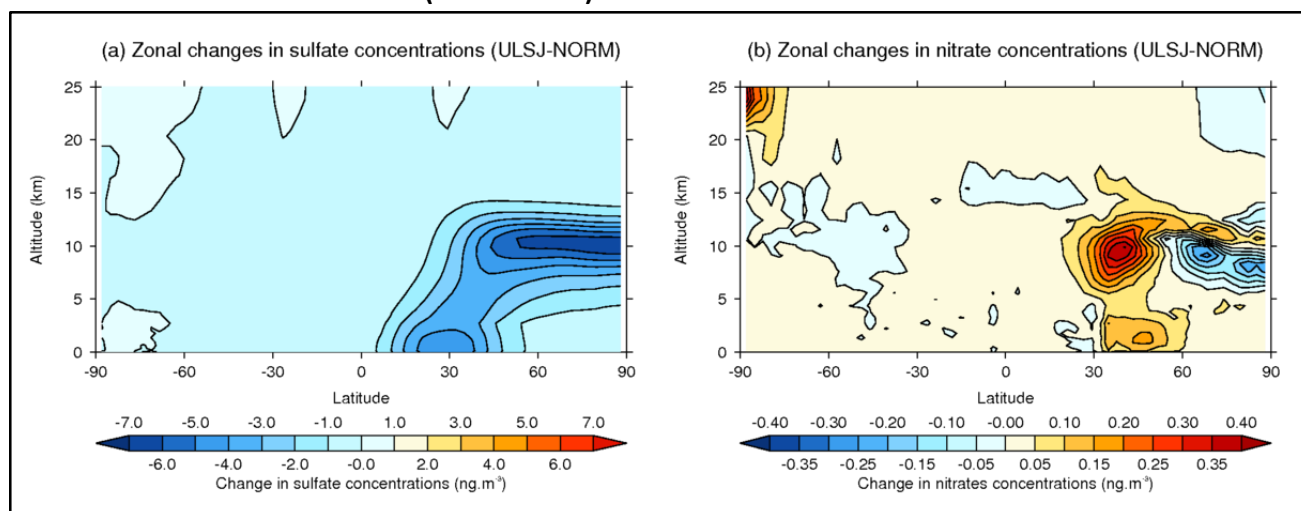 (a) Zonal changes in sulfate concentrations (ULSJ-NORM)
25
20
15
10
5
0
Altitude (km)
-90 -60 -30 0 30 60 90
Latitude
-7.0 -5.0 -3.0 -1.0 1.0 3.0 5.0 7.0
-6.0 -4.0 -2.0 -0.0 2.0 4.0 6.0
Change in sulfate concentrations (ng.m⁻³)
(b) Zonal changes in nitrate concentrations (ULSJ-NORM)
25
20
15
10
5
0
Altitude (km)
-90 -60 -30 0 30 60 90
Latitude
-0.40 -0.30 -0.20 -0.10 -0.00 0.10 0.20 0.30 0.40
-0.35 -0.25 -0.15 -0.05 0.05 0.15 0.25 0.35
Change in nitrates concentrations (ng.m⁻³)